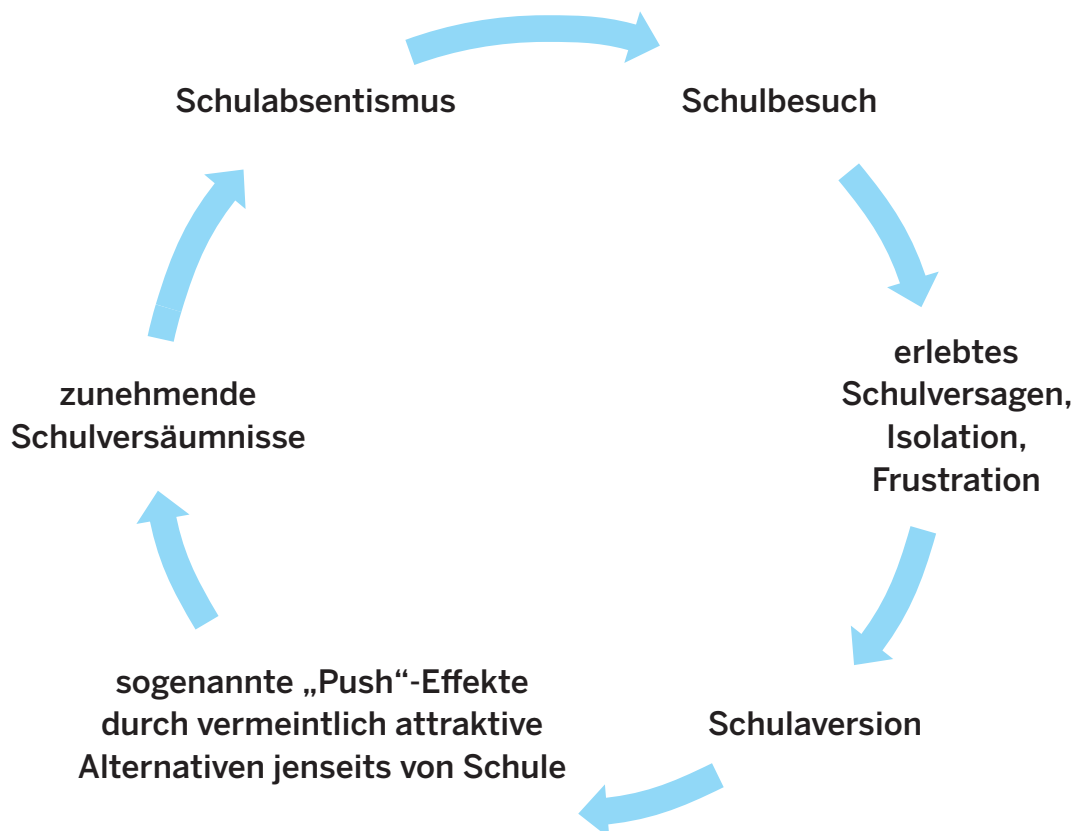 Schulabsentismus
Schulbesuch
erlebtes
Schulversagen,
Isolation,
Frustration
Schulaversion
sogenannte „Push“-Effekte
durch vermeintlich attraktive
Alternativen jenseits von Schule
zunehmende
Schulversäumnisse